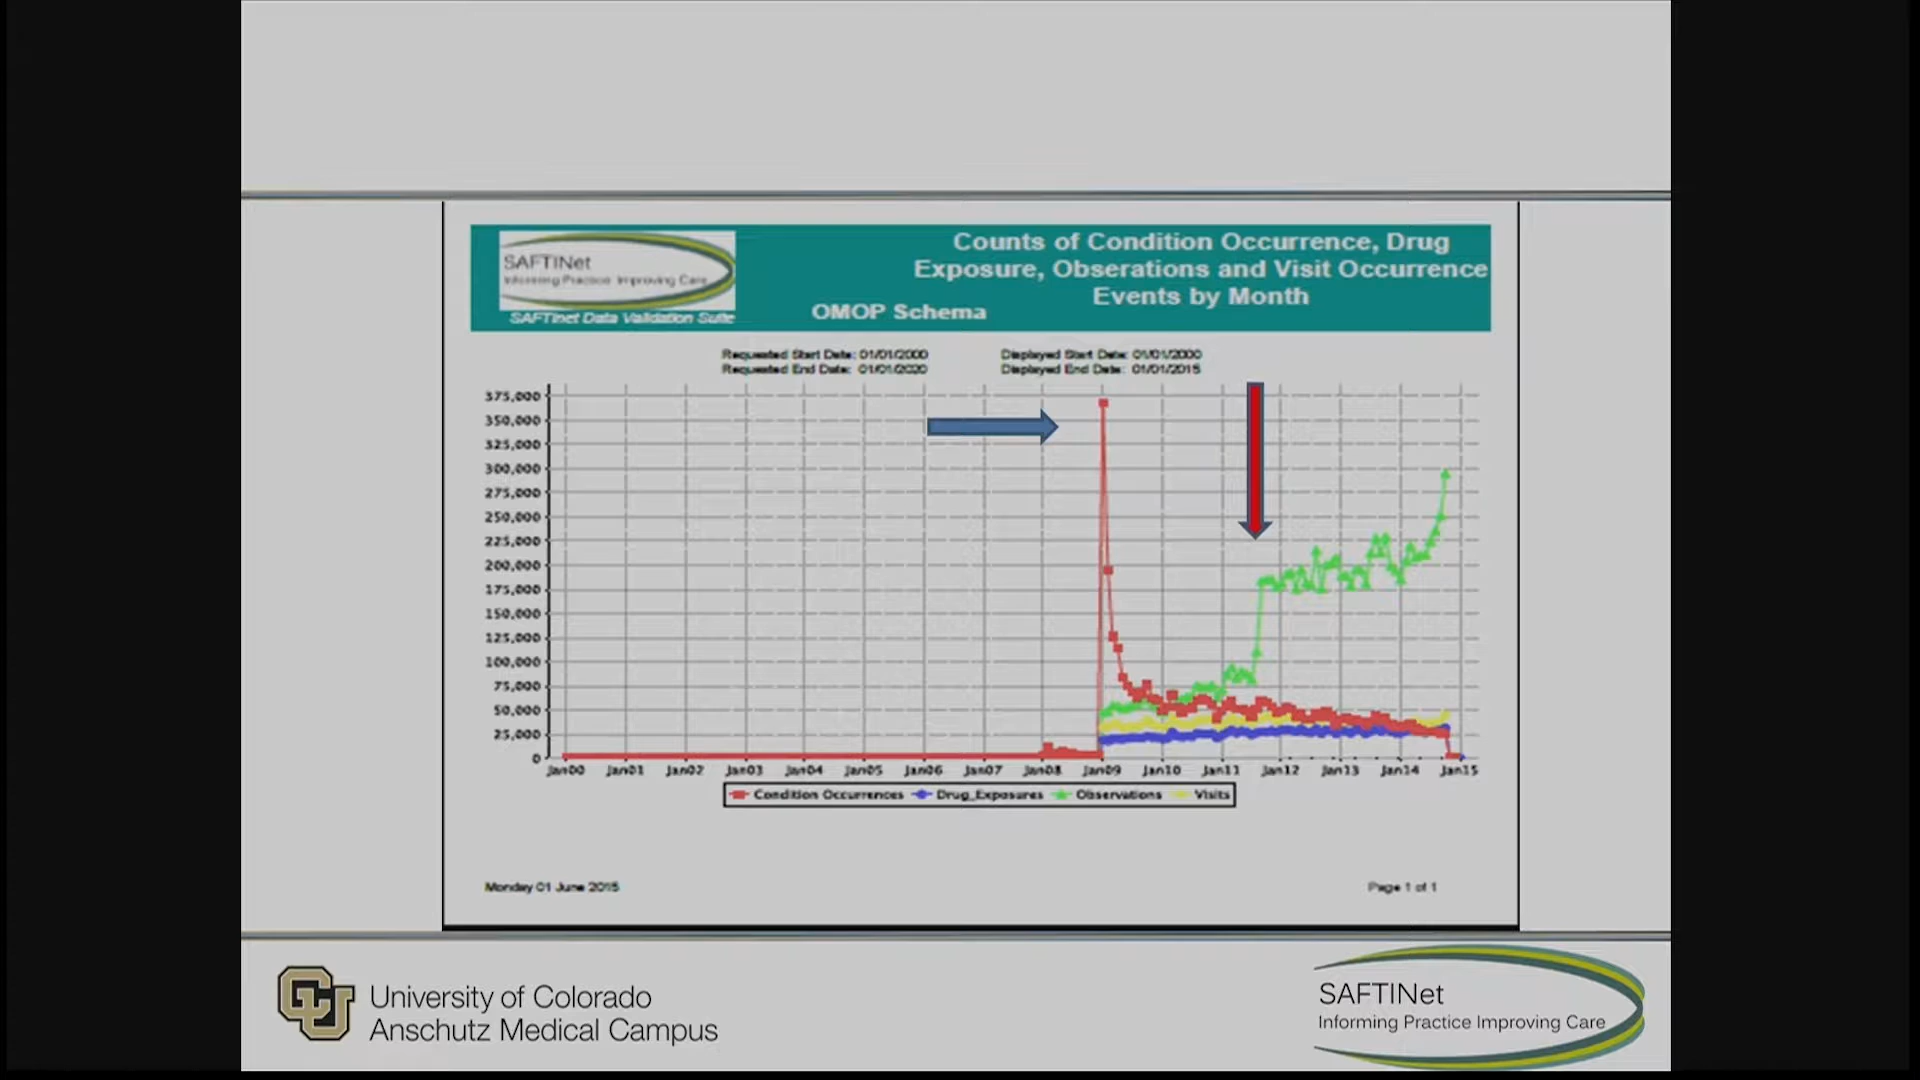 SAFTINet
Informing Practice Improving Care
SAFTInet Data Validation Suite
OMOP Schema
Counts of Condition Occurrence, Drug
Exposure, Obserations and Visit Occurrence
Events by Month
Requested Start Date: 01/01/2000
Requested End Date: 01/01/2020
Displayed Start Date: 01/01/2000
Displayed End Date: 01/01/2015
375,000
350,000
325,000
300,000
275,000
250,000
225,000
200,000
175,000
150,000
125,000
100,000
75,000
50,000
25,000
0
Jan00 Jan01 Jan02 Jan03 Jan04 Jan05 Jan06 Jan07 Jan08 Jan09 Jan10 Jan11 Jan12 Jan13 Jan14 Jan15
Condition Occurrences Drug_Exposures Observations Visits
Monday 01 June 2015
Page 1 of 1
University of Colorado
Anschutz Medical Campus
SAFTINet
Informing Practice Improving Care